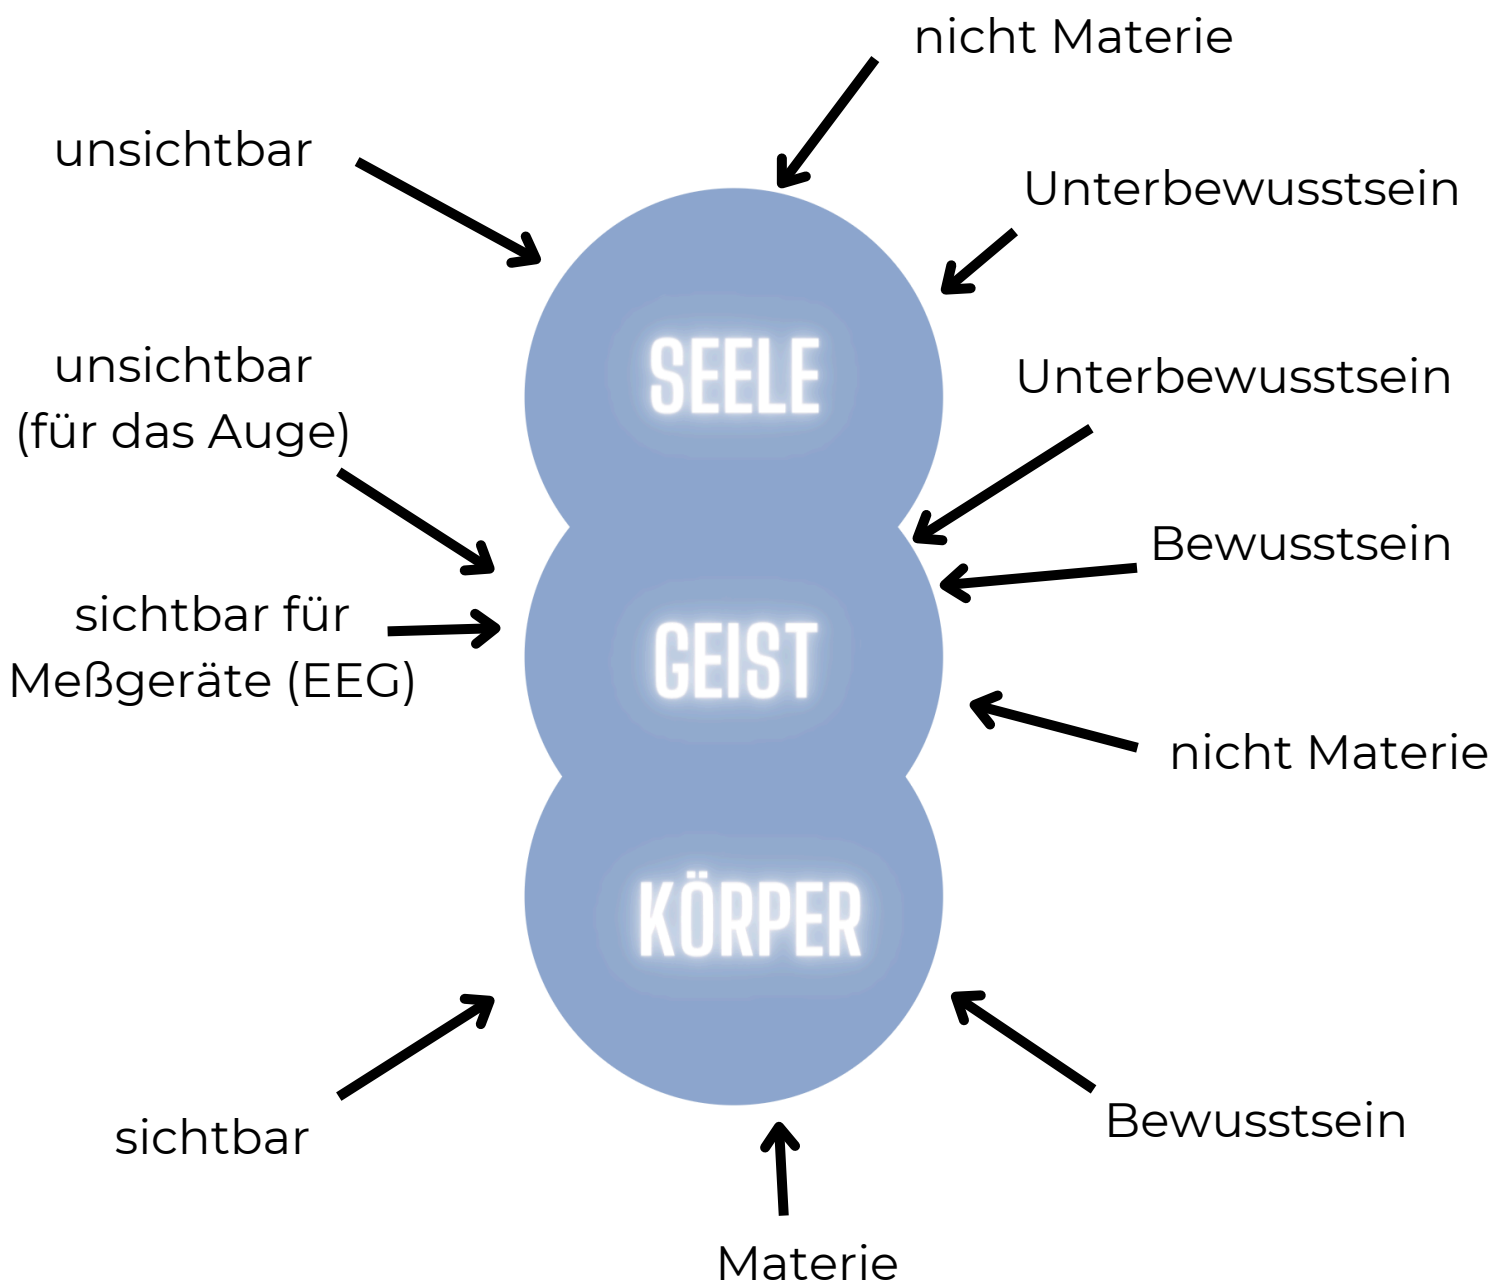 nicht Materie
unsichtbar
Unterbewusstsein
SEELE
unsichtbar
(für das Auge)
Unterbewusstsein
Bewusstsein
sichtbar für
Meßgeräte (EEG)
GEIST
nicht Materie
KÖRPER
sichtbar
Bewusstsein
Materie